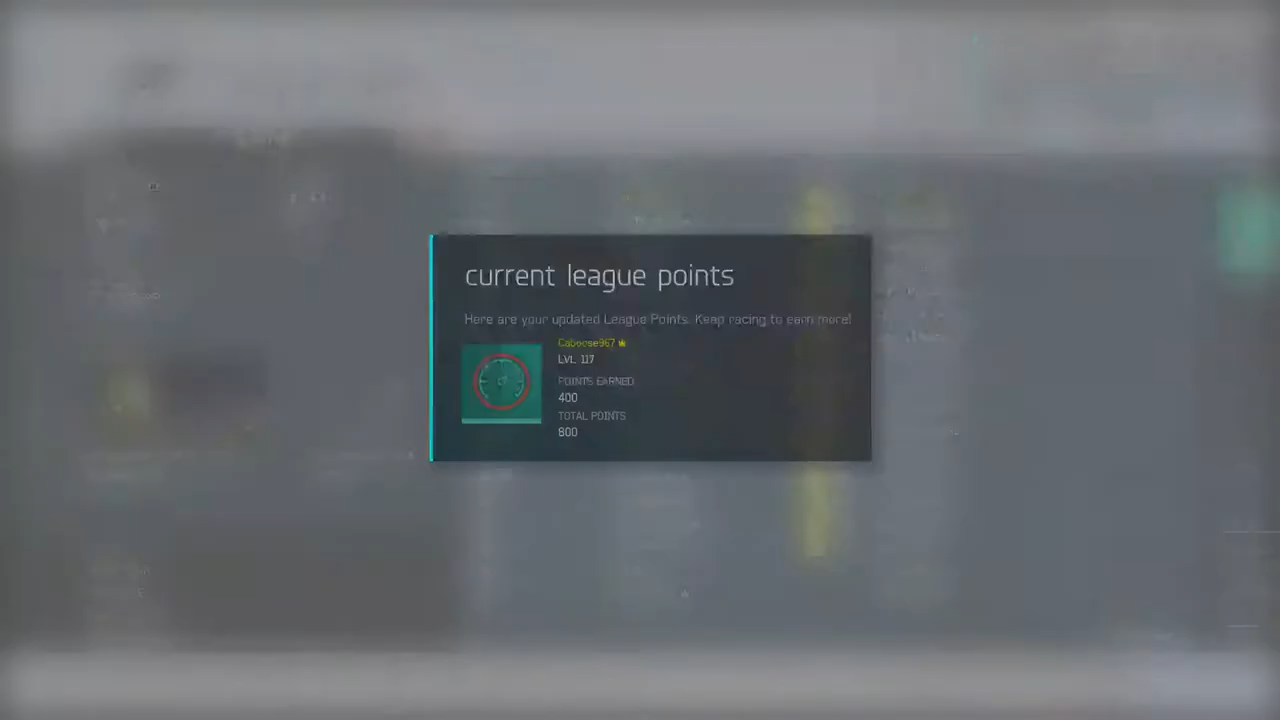 current league points
Here are your updated League Points. Keep racing to earn more!
Caboose967
LVL 117
POINTS EARNED
400
TOTAL POINTS
800